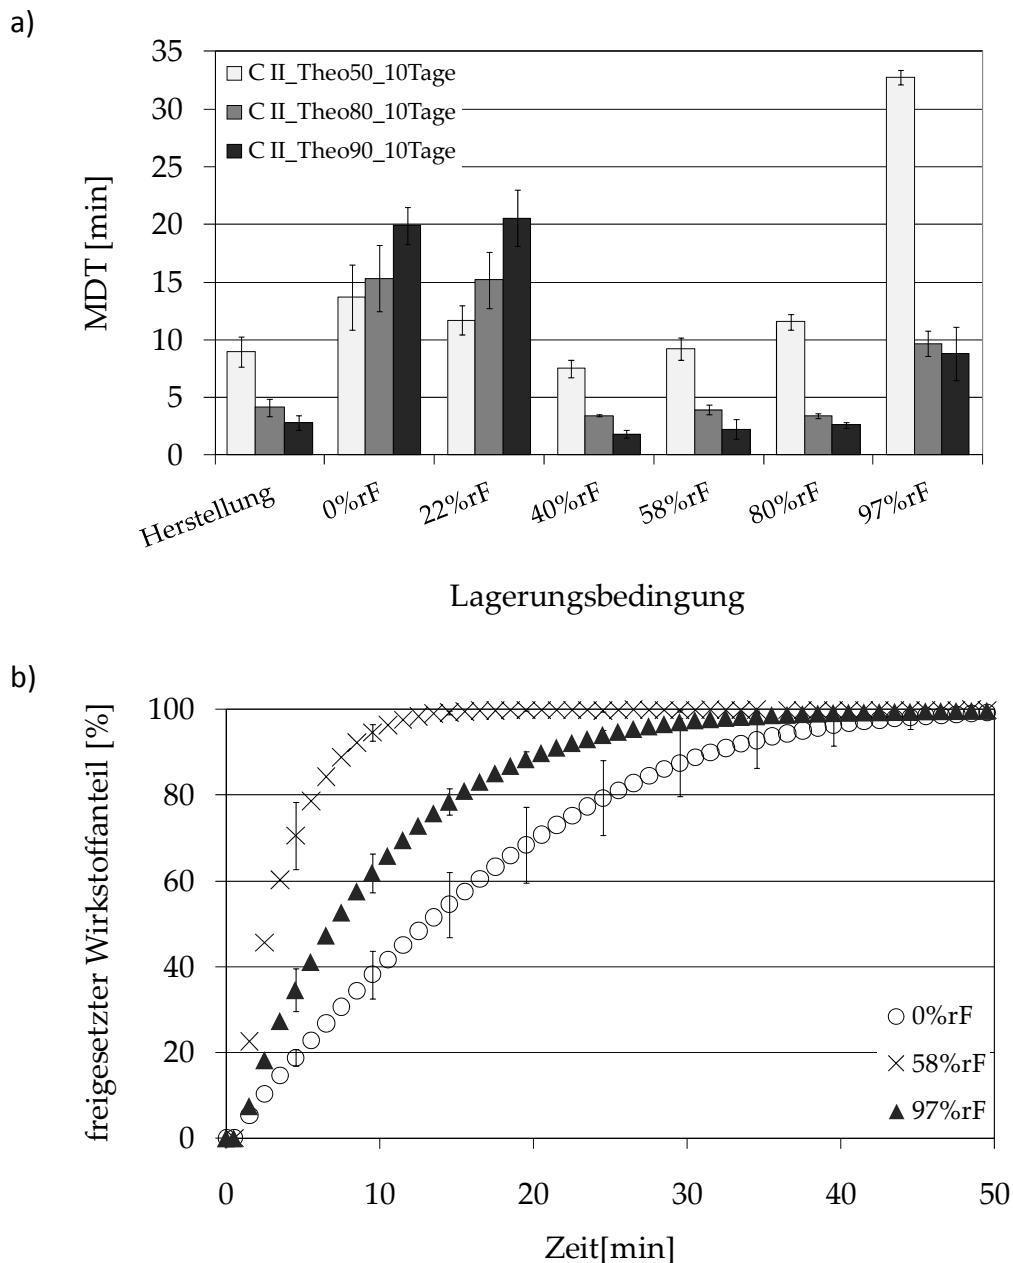 a)
35
30
25
20
15
10
5
0
MDT [min]
C II_Theo50_10Tage
C II_Theo80_10Tage
C II_Theo90_10Tage
Herstellung
0%rF
22%rF
40%rF
58%rF
80%rF
97%rF
Lagerungsbedingung
b)
100
80
60
40
20
0
freigesetzter Wirkstoffanteil [%]
0%rF
58%rF
97%rF
0
10
20
30
40
50
Zeit[min]